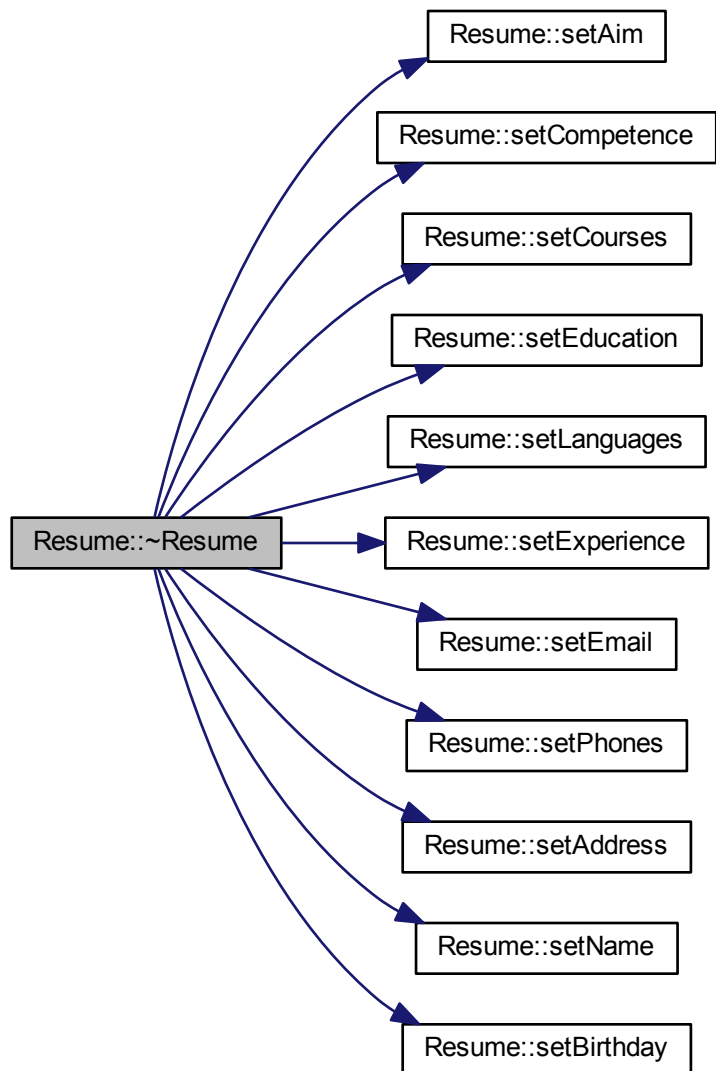 Resume::setAim
Resume::setCompetence
Resume::setCourses
Resume::setEducation
Resume::setLanguages
Resume::~Resume
Resume::setExperience
Resume::setEmail
Resume::setPhones
Resume::setAddress
Resume::setName
Resume::setBirthday